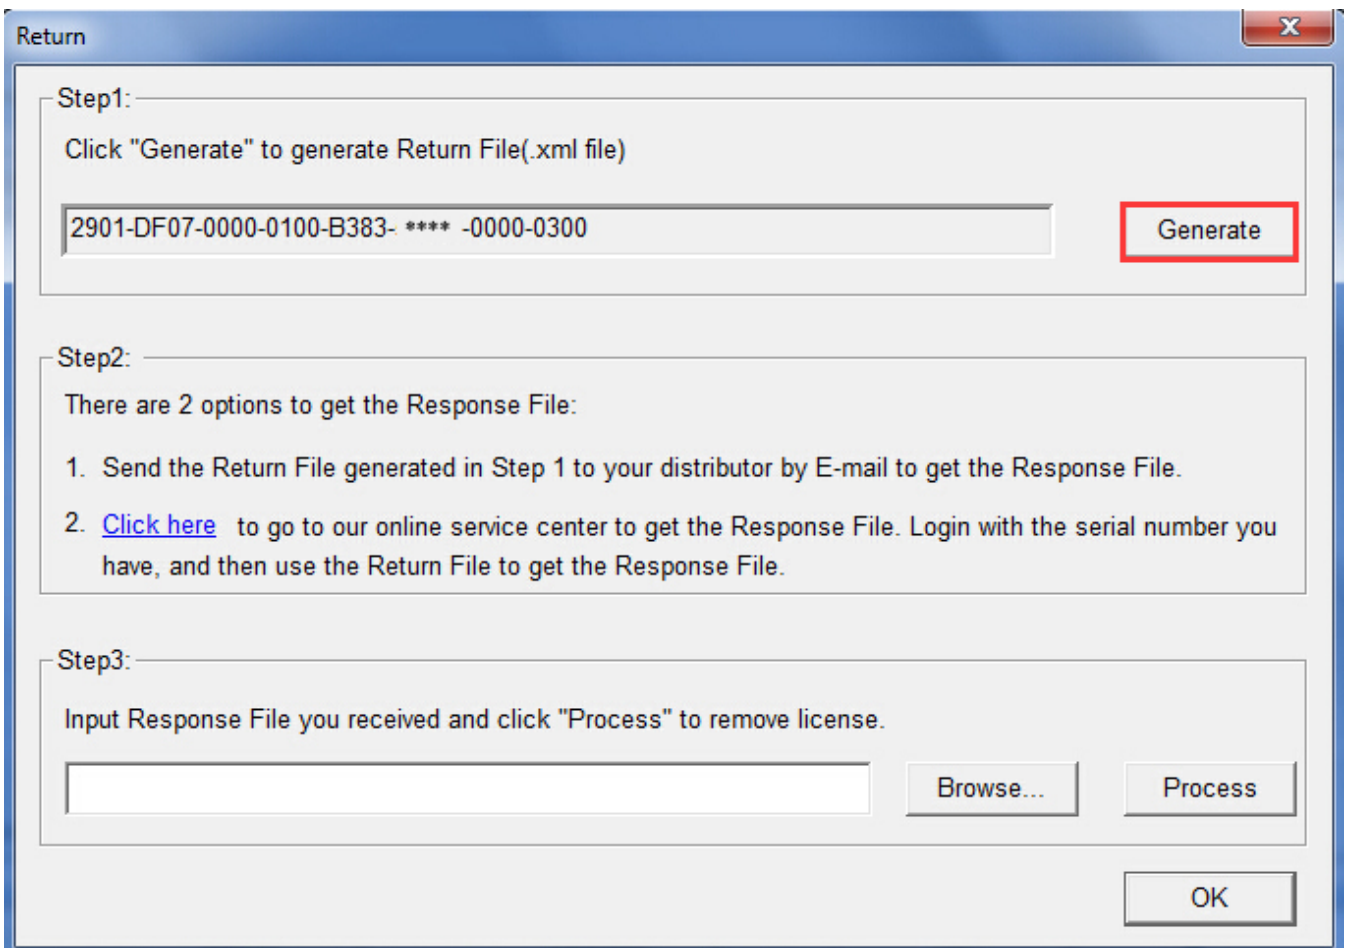 Return
x
Step1:
Click "Generate" to generate Return File(.xml file)
2901-DF07-0000-0100-B383- **** -0000-0300
Generate
Step2:
There are 2 options to get the Response File:
1. Send the Return File generated in Step 1 to your distributor by E-mail to get the Response File.
2. Click here to go to our online service center to get the Response File. Login with the serial number you
have, and then use the Return File to get the Response File.
Step3:
Input Response File you received and click "Process" to remove license.
Browse...
Process
OK